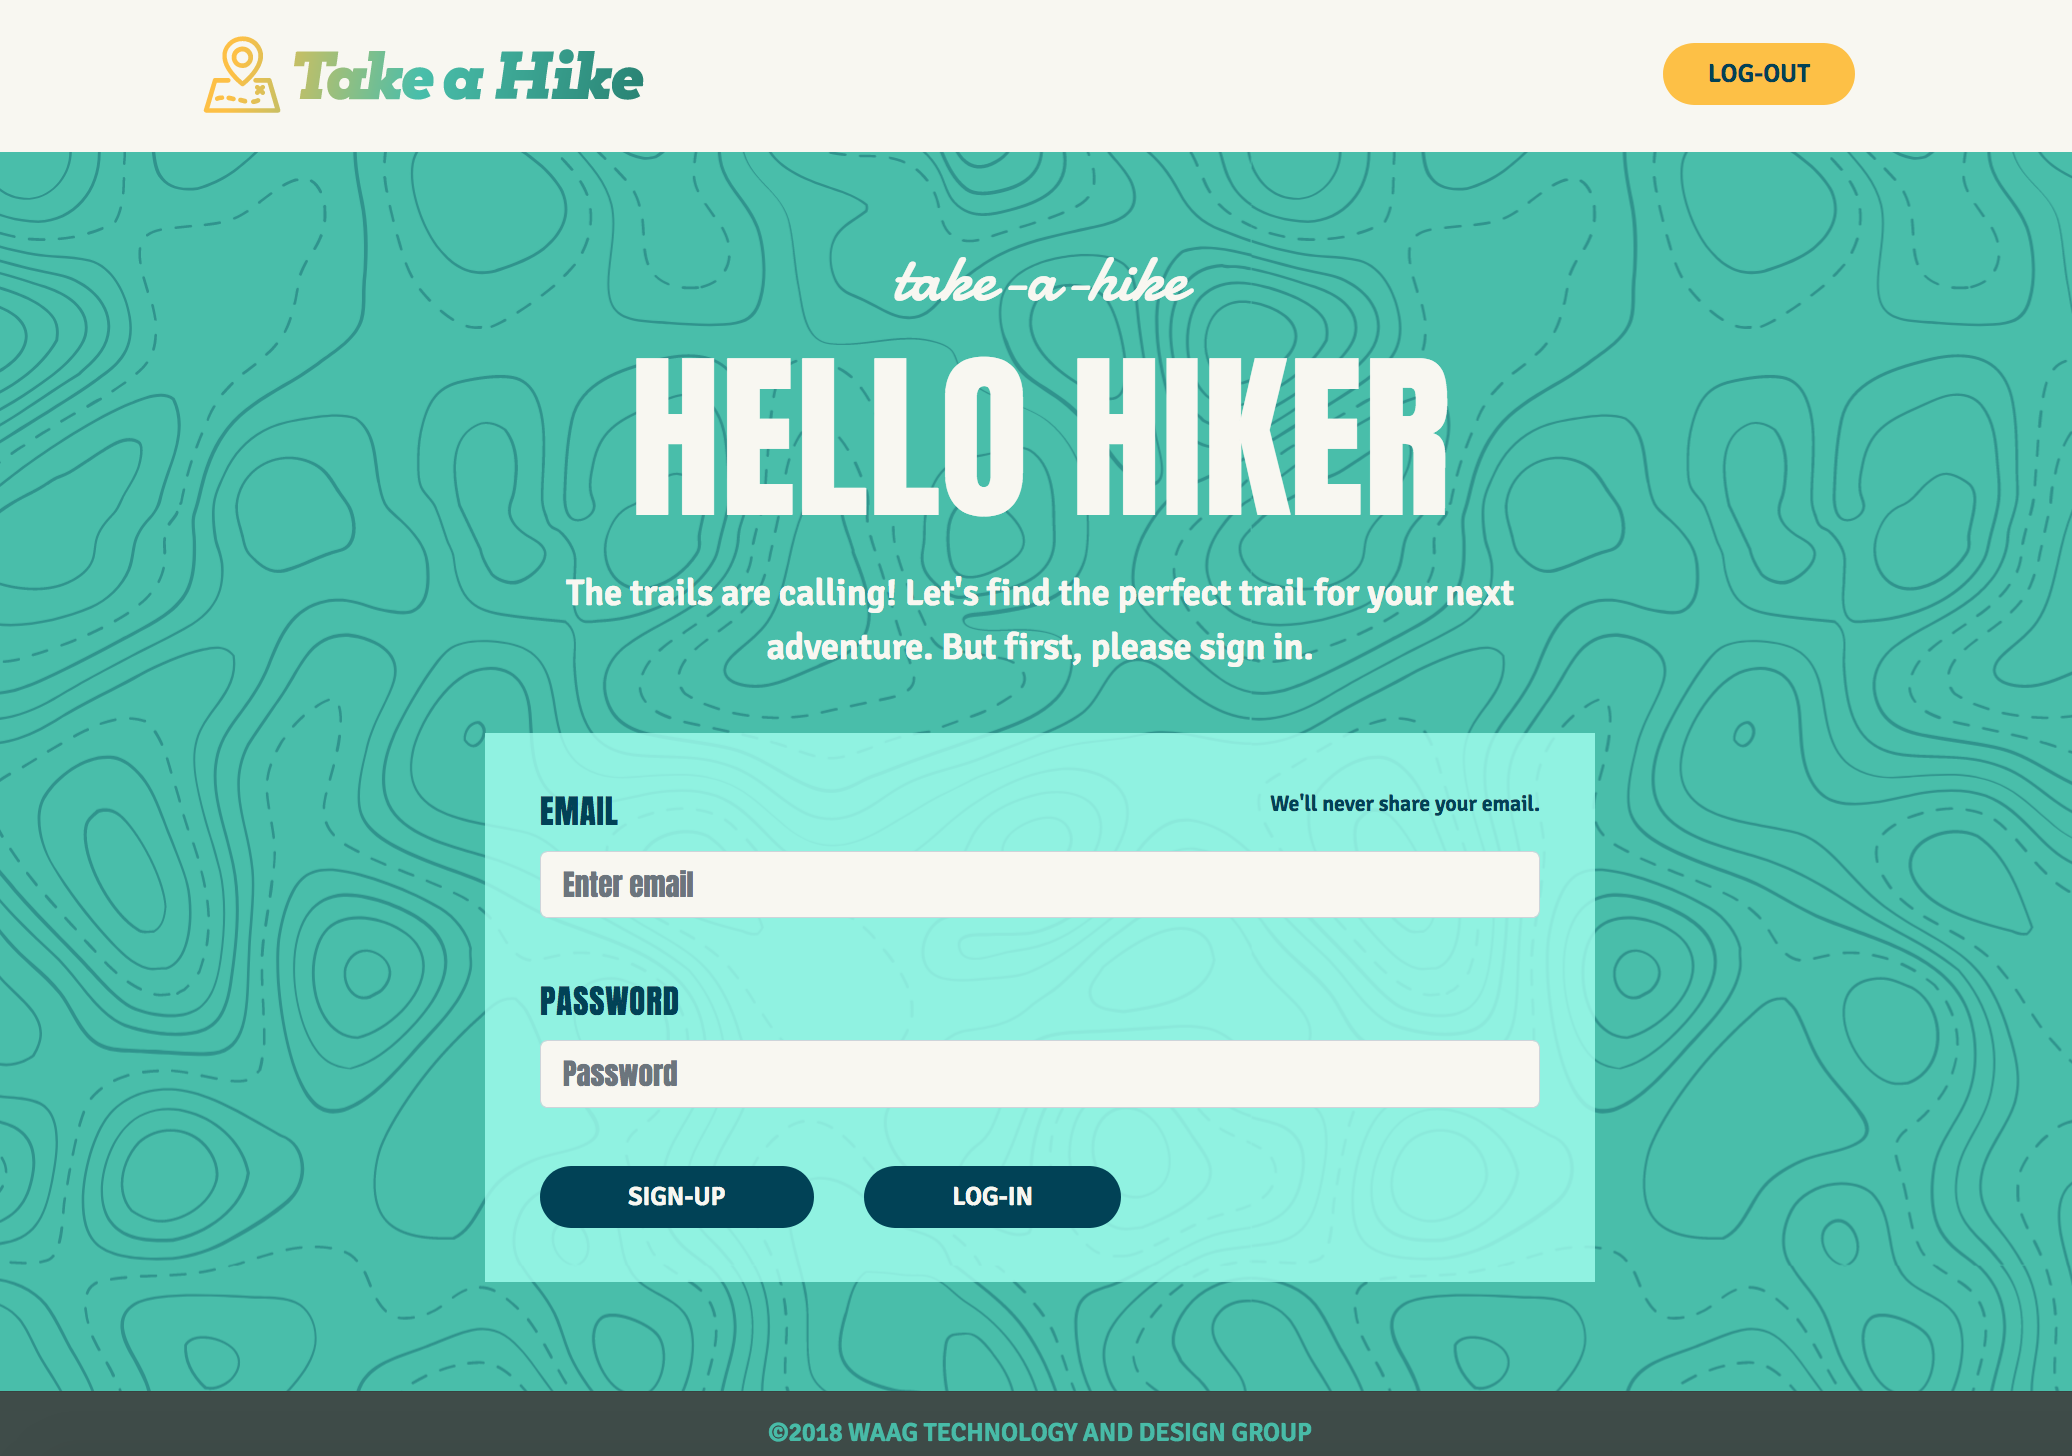 Take a Hike
LOG-OUT
take-a-hike
HELLO HIKER
The trails are calling! Let's find the perfect trail for your next
adventure. But first, please sign in.
EMAIL
We'll never share your email.
Enter email
PASSWORD
Password
SIGN-UP
LOG-IN
©2018 WAAG TECHNOLOGY AND DESIGN GROUP